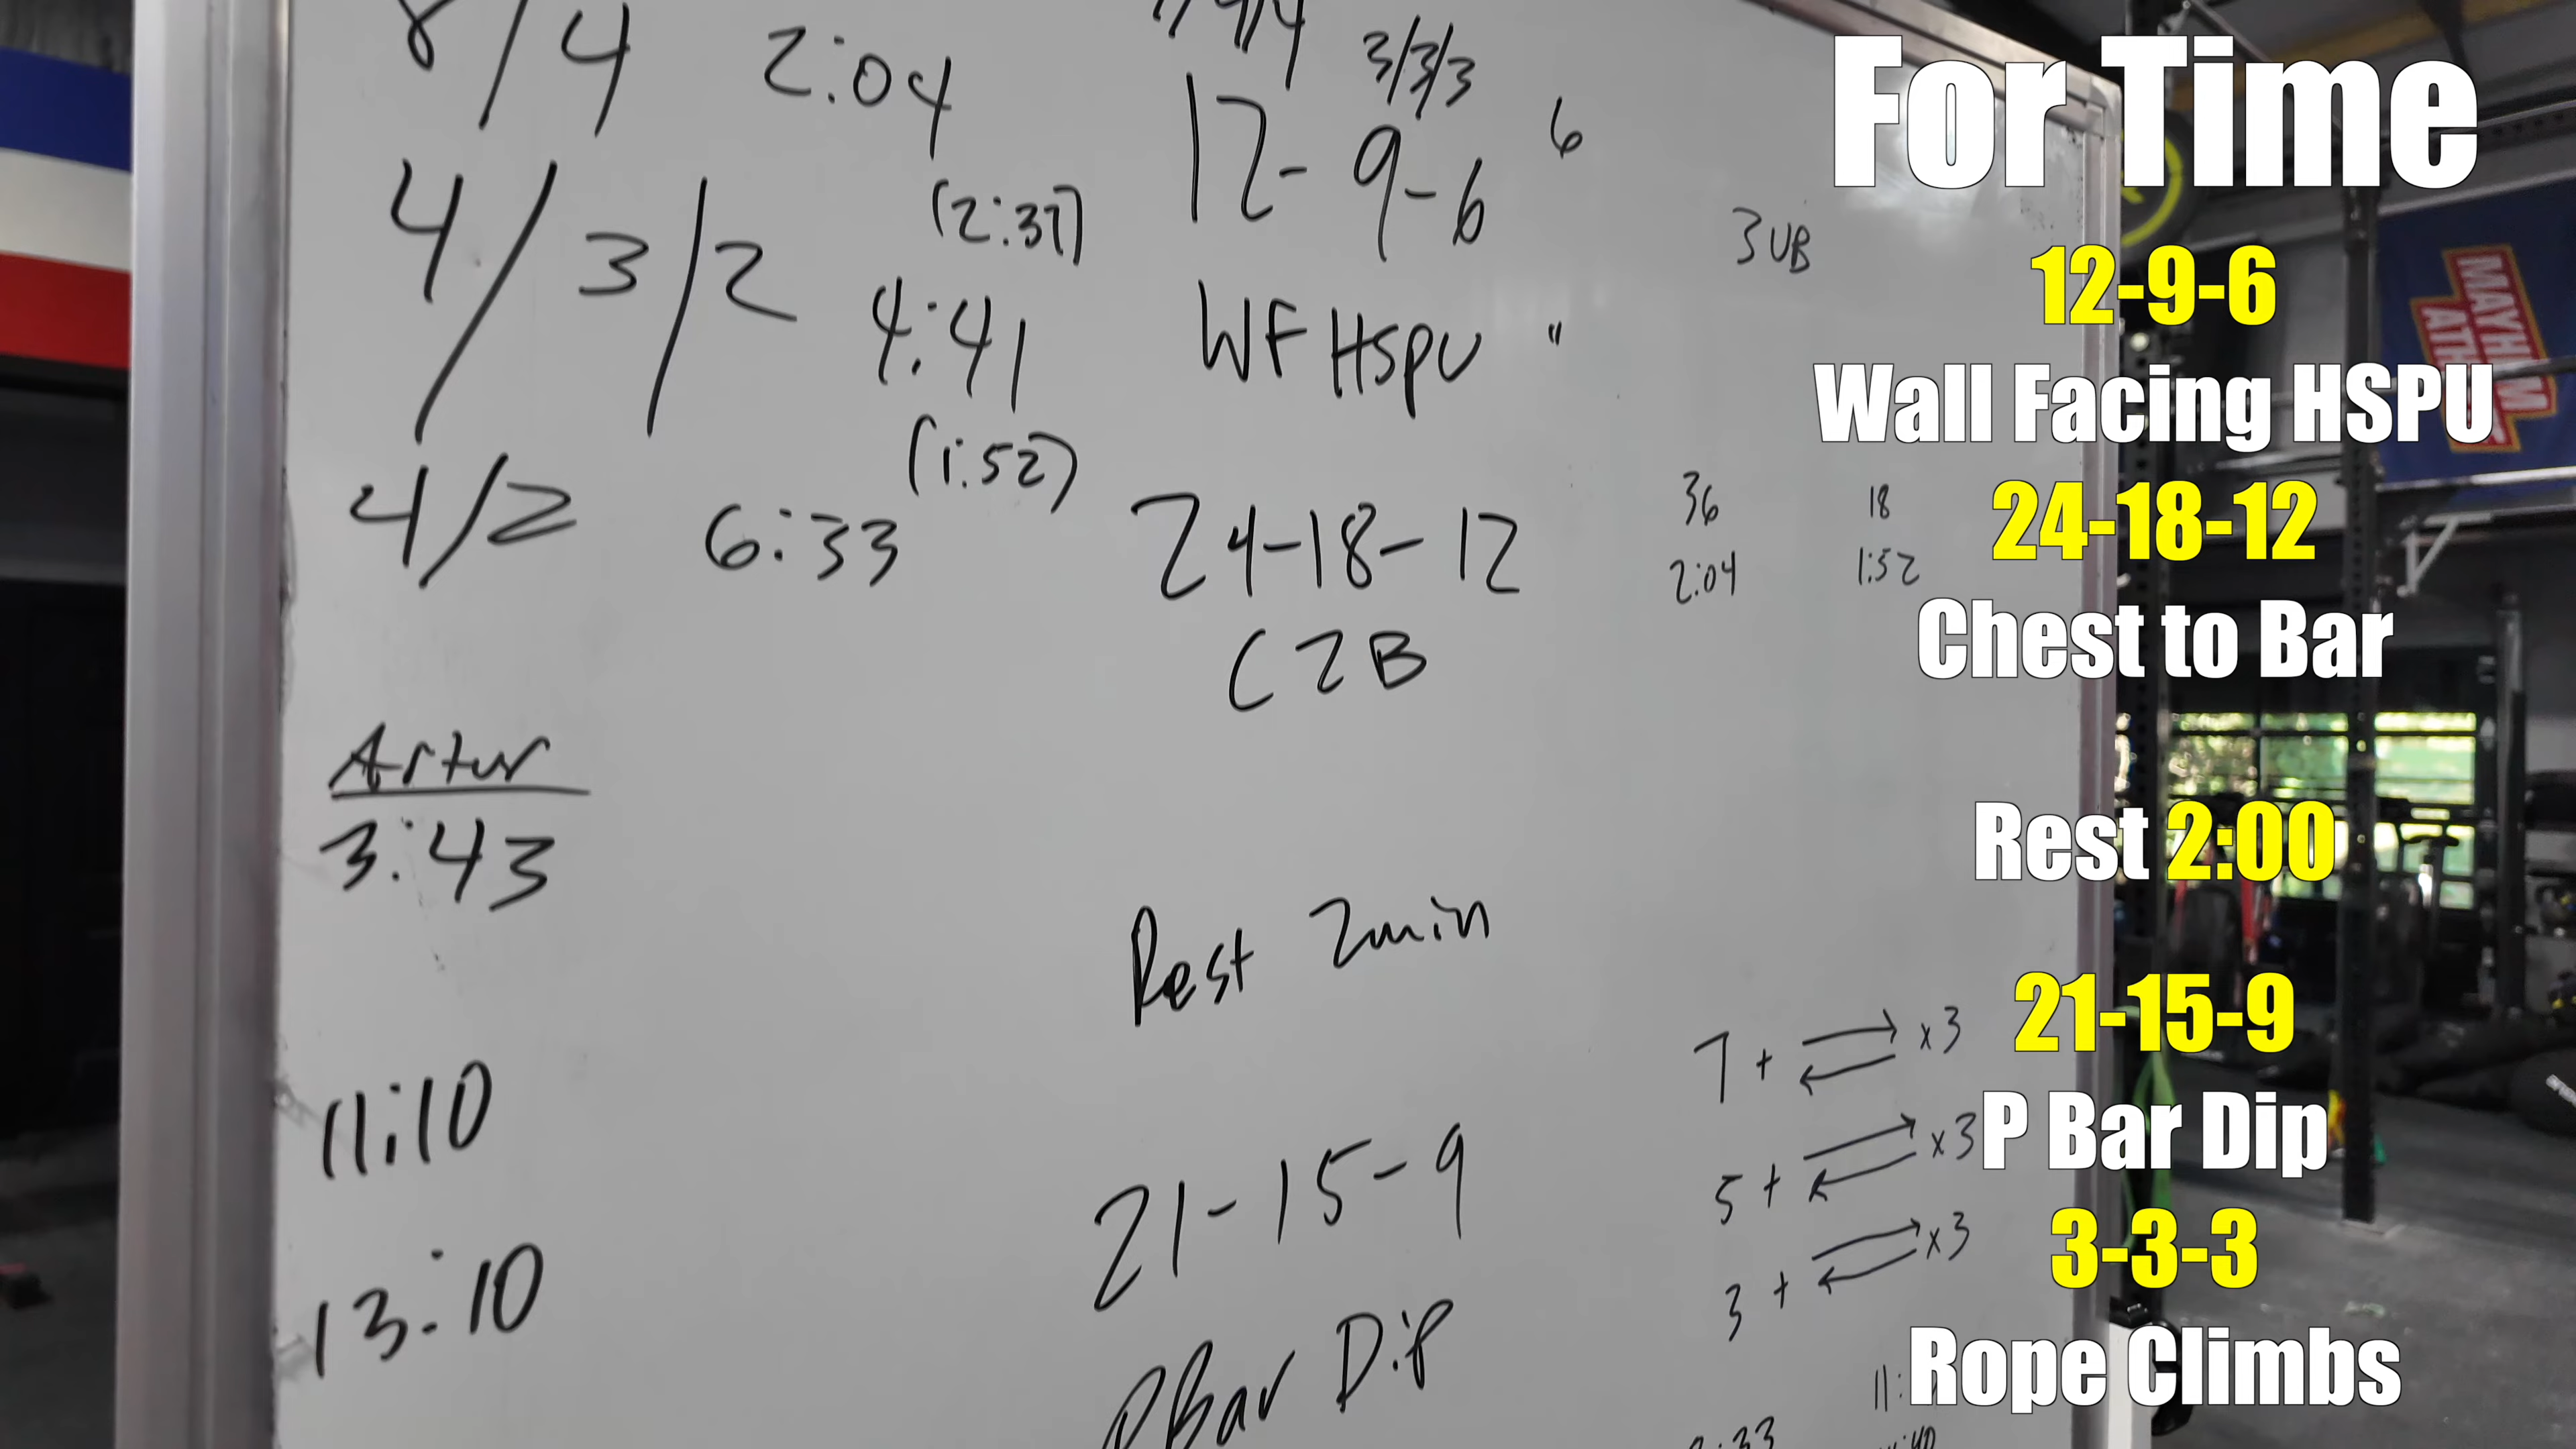 8/4 2:04
4/3/2 (2:37)
4:41
(1:52)
4/2 6:33
Artur
3:43
11:10
13:10
3/3/3
12-9-6 6
WF HSPU "
24-18-12
C2B
Rest 2min
21-15-9
PBar Dip
3 UB
36 18
2:04 1:52
7 + x3
5 + x3
3 + x3
For Time
12-9-6
Wall Facing HSPU
24-18-12
Chest to Bar
Rest 2:00
21-15-9
P Bar Dip
3-3-3
Rope Climbs
MAYHEM